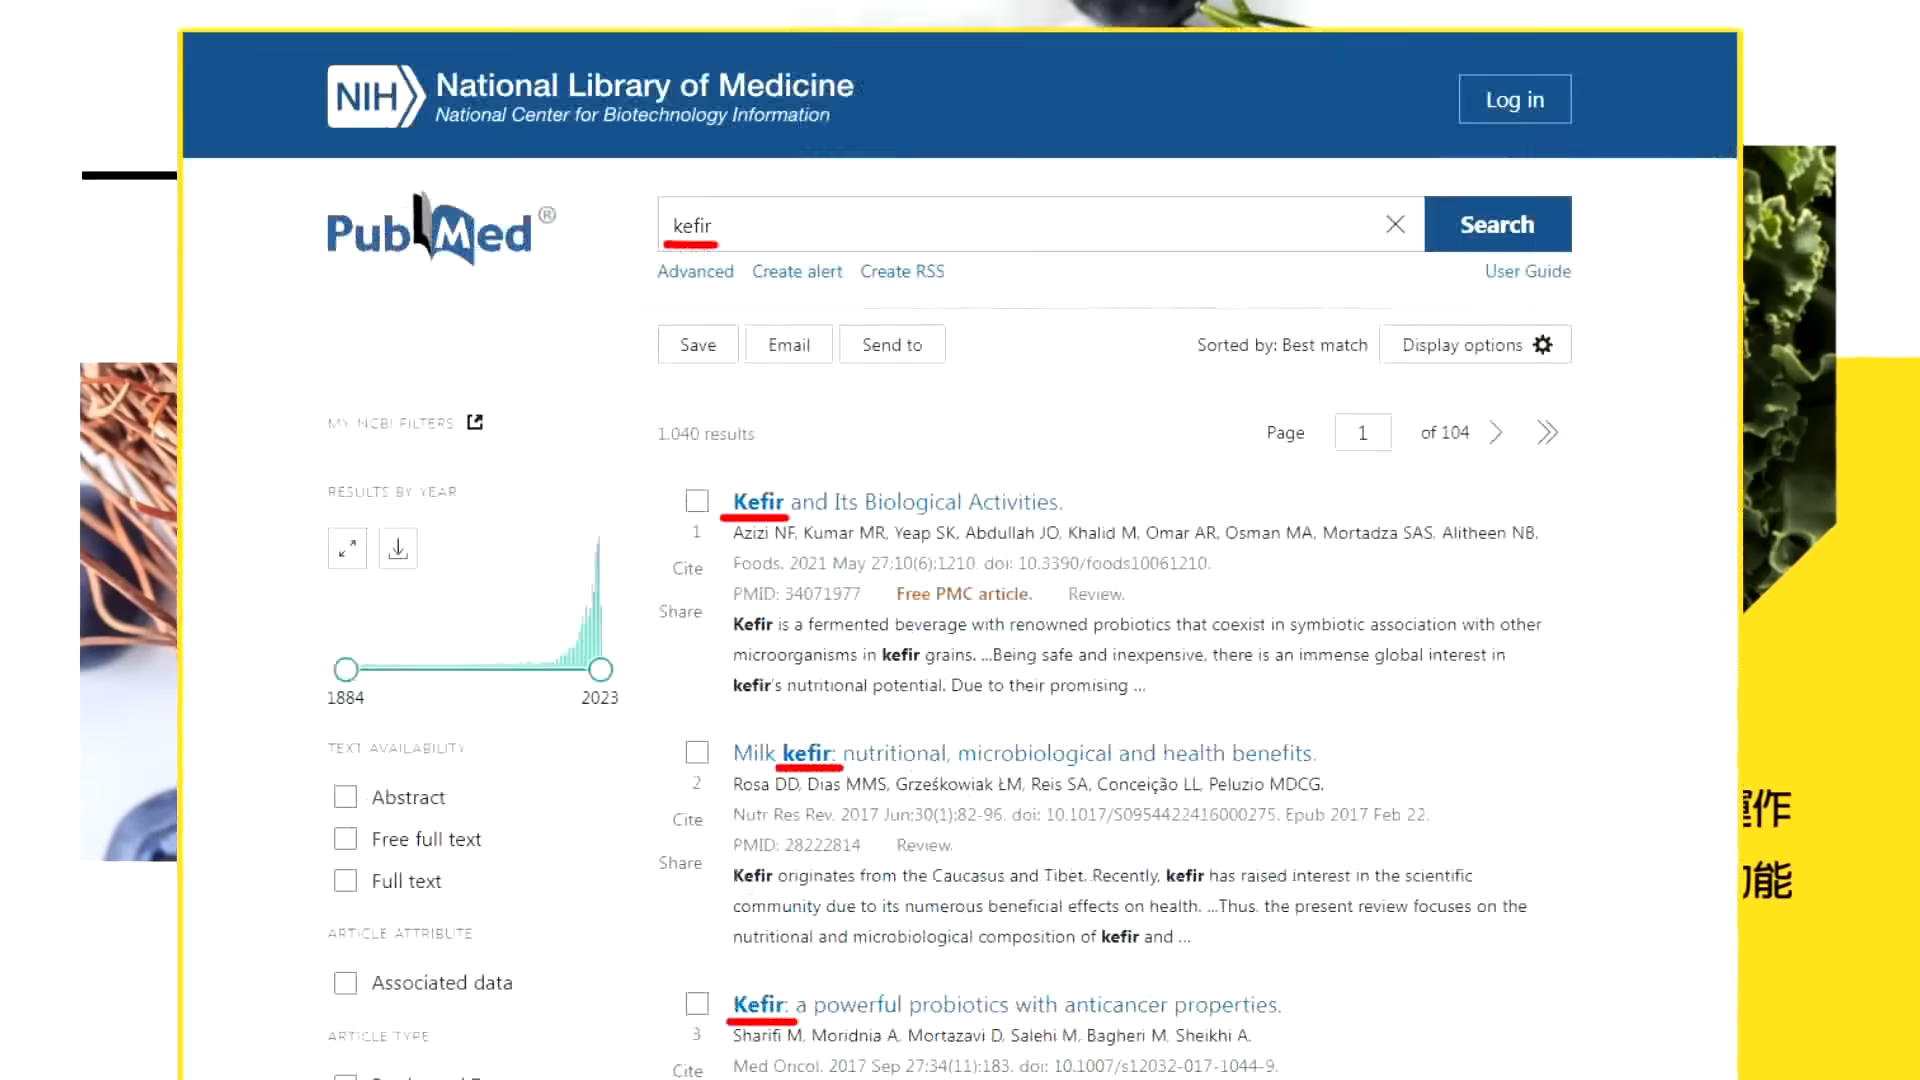 NIH National Library of Medicine
National Center for Biotechnology Information
Log in
PubMed®
kefir
Search
Advanced Create alert Create RSS
User Guide
Save Email Send to
Sorted by: Best match
Display options
MY NCBI FILTERS
1.040 results
Page 1 of 104
RESULTS BY YEAR
1884 2023
TEXT AVAILABILITY
Abstract
Free full text
Full text
ARTICLE ATTRIBUTE
Associated data
ARTICLE TYPE
Kefir and Its Biological Activities.
1
Azizi NF, Kumar MR, Yeap SK, Abdullah JO, Khalid M, Omar AR, Osman MA, Mortadza SAS, Alitheen NB.
Cite
Foods. 2021 May 27;10(6):1210. doi: 10.3390/foods10061210.
PMID: 34071977 Free PMC article. Review.
Share
Kefir is a fermented beverage with renowned probiotics that coexist in symbiotic association with other
microorganisms in kefir grains. ...Being safe and inexpensive, there is an immense global interest in
kefir's nutritional potential. Due to their promising ...
Milk kefir: nutritional, microbiological and health benefits.
2
Rosa DD, Dias MMS, Grześkowiak ŁM, Reis SA, Conceição LL, Peluzio MDCG.
Cite
Nutr Res Rev. 2017 Jun;30(1):82-96. doi: 10.1017/S0954422416000275. Epub 2017 Feb 22.
PMID: 28222814 Review.
Share
Kefir originates from the Caucasus and Tibet. Recently, kefir has raised interest in the scientific
community due to its numerous beneficial effects on health. ...Thus, the present review focuses on the
nutritional and microbiological composition of kefir and ...
Kefir: a powerful probiotics with anticancer properties.
3
Sharifi M, Moridnia A, Mortazavi D, Salehi M, Bagheri M, Sheikhi A.
Cite
Med Oncol. 2017 Sep 27;34(11):183. doi: 10.1007/s12032-017-1044-9.
作
能